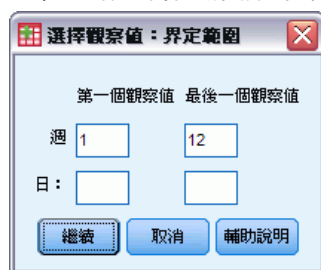 選擇觀察值：界定範圍
第一個觀察值 最後一個觀察值
週 1 12
日：
繼續 取消 輔助說明